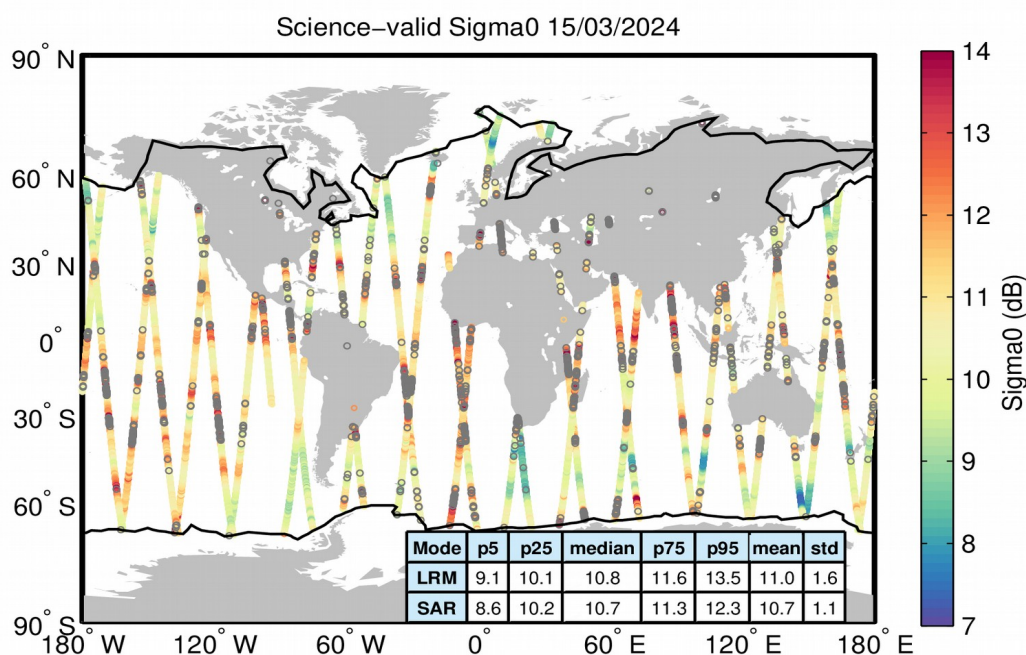 Science−valid Sigma0 15/03/2024
90° N
60° N
30° N
0°
30° S
60° S
90° S
180° W
120° W
60° W
0°
60° E
120° E
180° E
14
13
12
11
10
9
8
7
Sigma0 (dB)
Mode p5 p25 median p75 p95 mean std
LRM 9.1 10.1 10.8 11.6 13.5 11.0 1.6
SAR 8.6 10.2 10.7 11.3 12.3 10.7 1.1